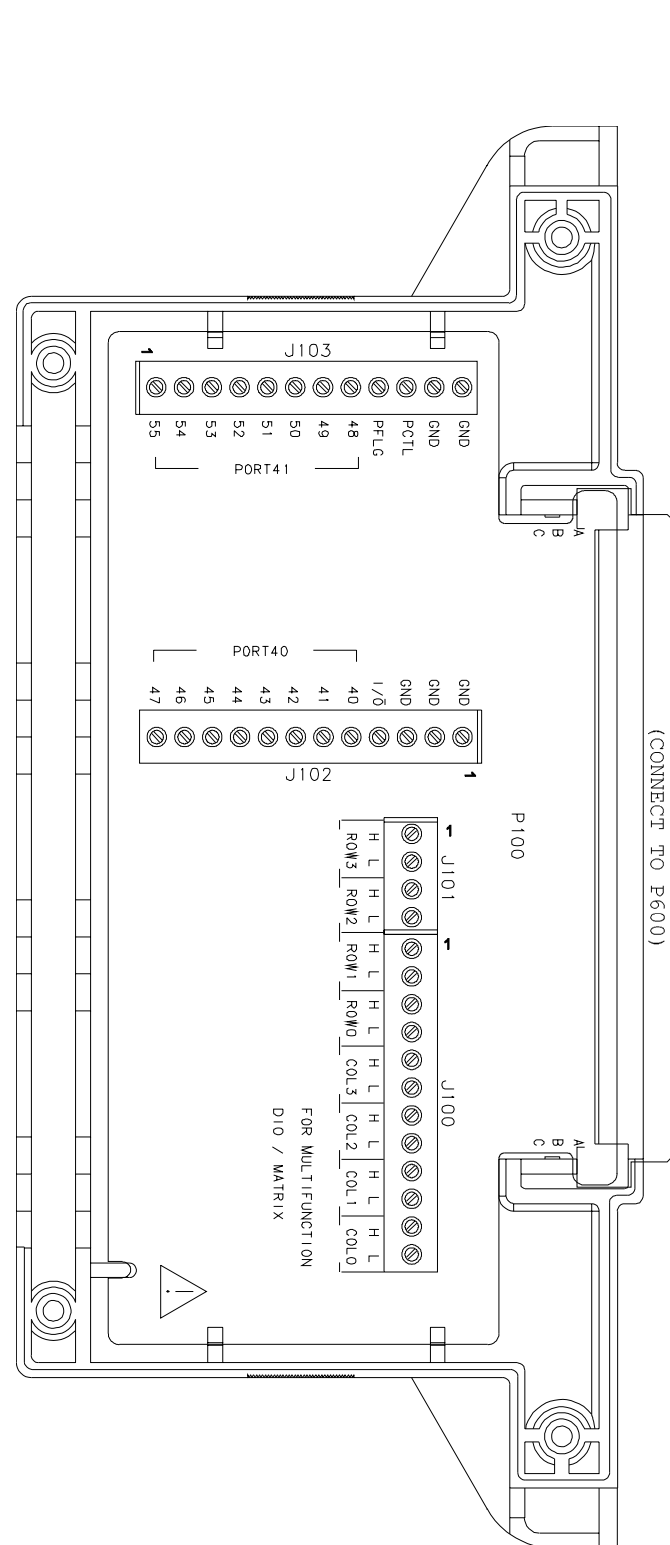 1
J103
55
54
53
52
51
50
49
48
PFLG
PCTL
GND
GND
PORT41
A
B
C
PORT40
47
46
45
44
43
42
41
40
I/O̅
GND
GND
GND
J102
1
(CONNECT TO P600)
P100
1
J101
H L H L
ROW3 ROW2
1
J100
H L H L H L H L H L H L
ROW1 ROW0 COL3 COL2 COL1 COL0
A
B
C
FOR MULTIFUNCTION
DIO / MATRIX
!